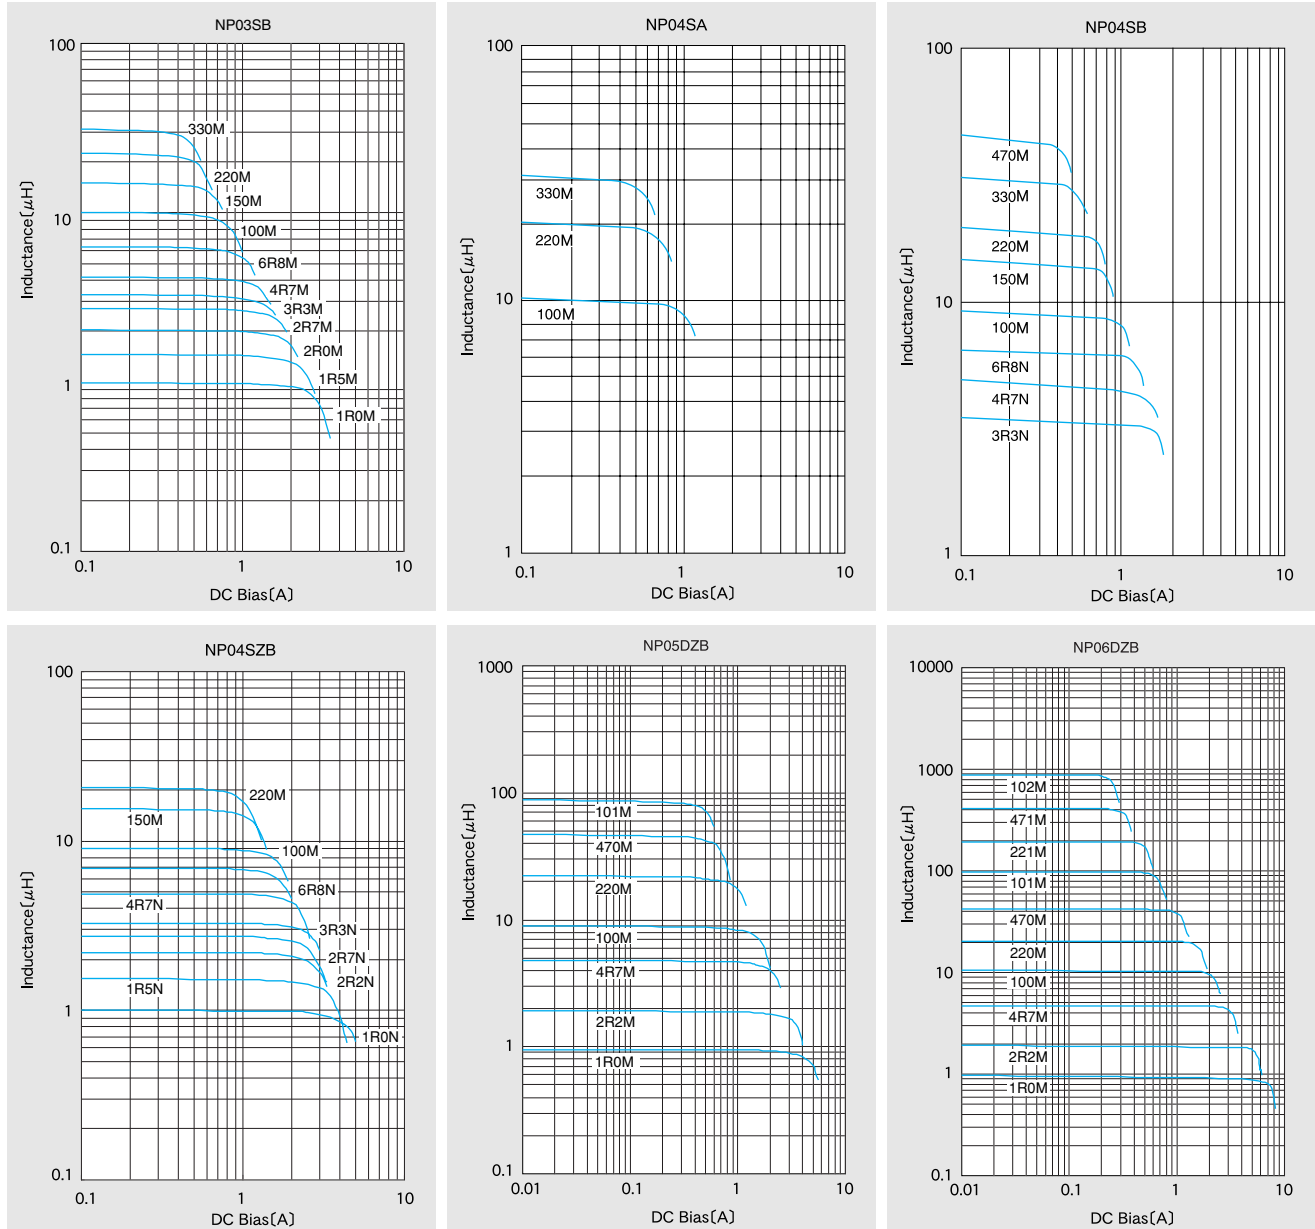 NP03SB
100
10
1
0.1
Inductance〔μH〕
330M
220M
150M
100M
6R8M
4R7M
3R3M
2R7M
2R0M
1R5M
1R0M
0.1
1
10
DC Bias〔A〕
NP04SA
100
10
1
Inductance〔μH〕
330M
220M
100M
0.1
1
10
DC Bias〔A〕
NP04SB
100
10
1
Inductance〔μH〕
470M
330M
220M
150M
100M
6R8N
4R7N
3R3N
0.1
1
10
DC Bias〔A〕
NP04SZB
100
10
1
0.1
Inductance〔μH〕
220M
150M
100M
6R8N
4R7N
3R3N
2R7N
2R2N
1R5N
1R0N
0.1
1
10
DC Bias〔A〕
NP05DZB
1000
100
10
1
0.1
Inductance〔μH〕
101M
470M
220M
100M
4R7M
2R2M
1R0M
0.01
0.1
1
10
DC Bias〔A〕
NP06DZB
10000
1000
100
10
1
0.1
Inductance〔μH〕
102M
471M
221M
101M
470M
220M
100M
4R7M
2R2M
1R0M
0.01
0.1
1
10
DC Bias〔A〕